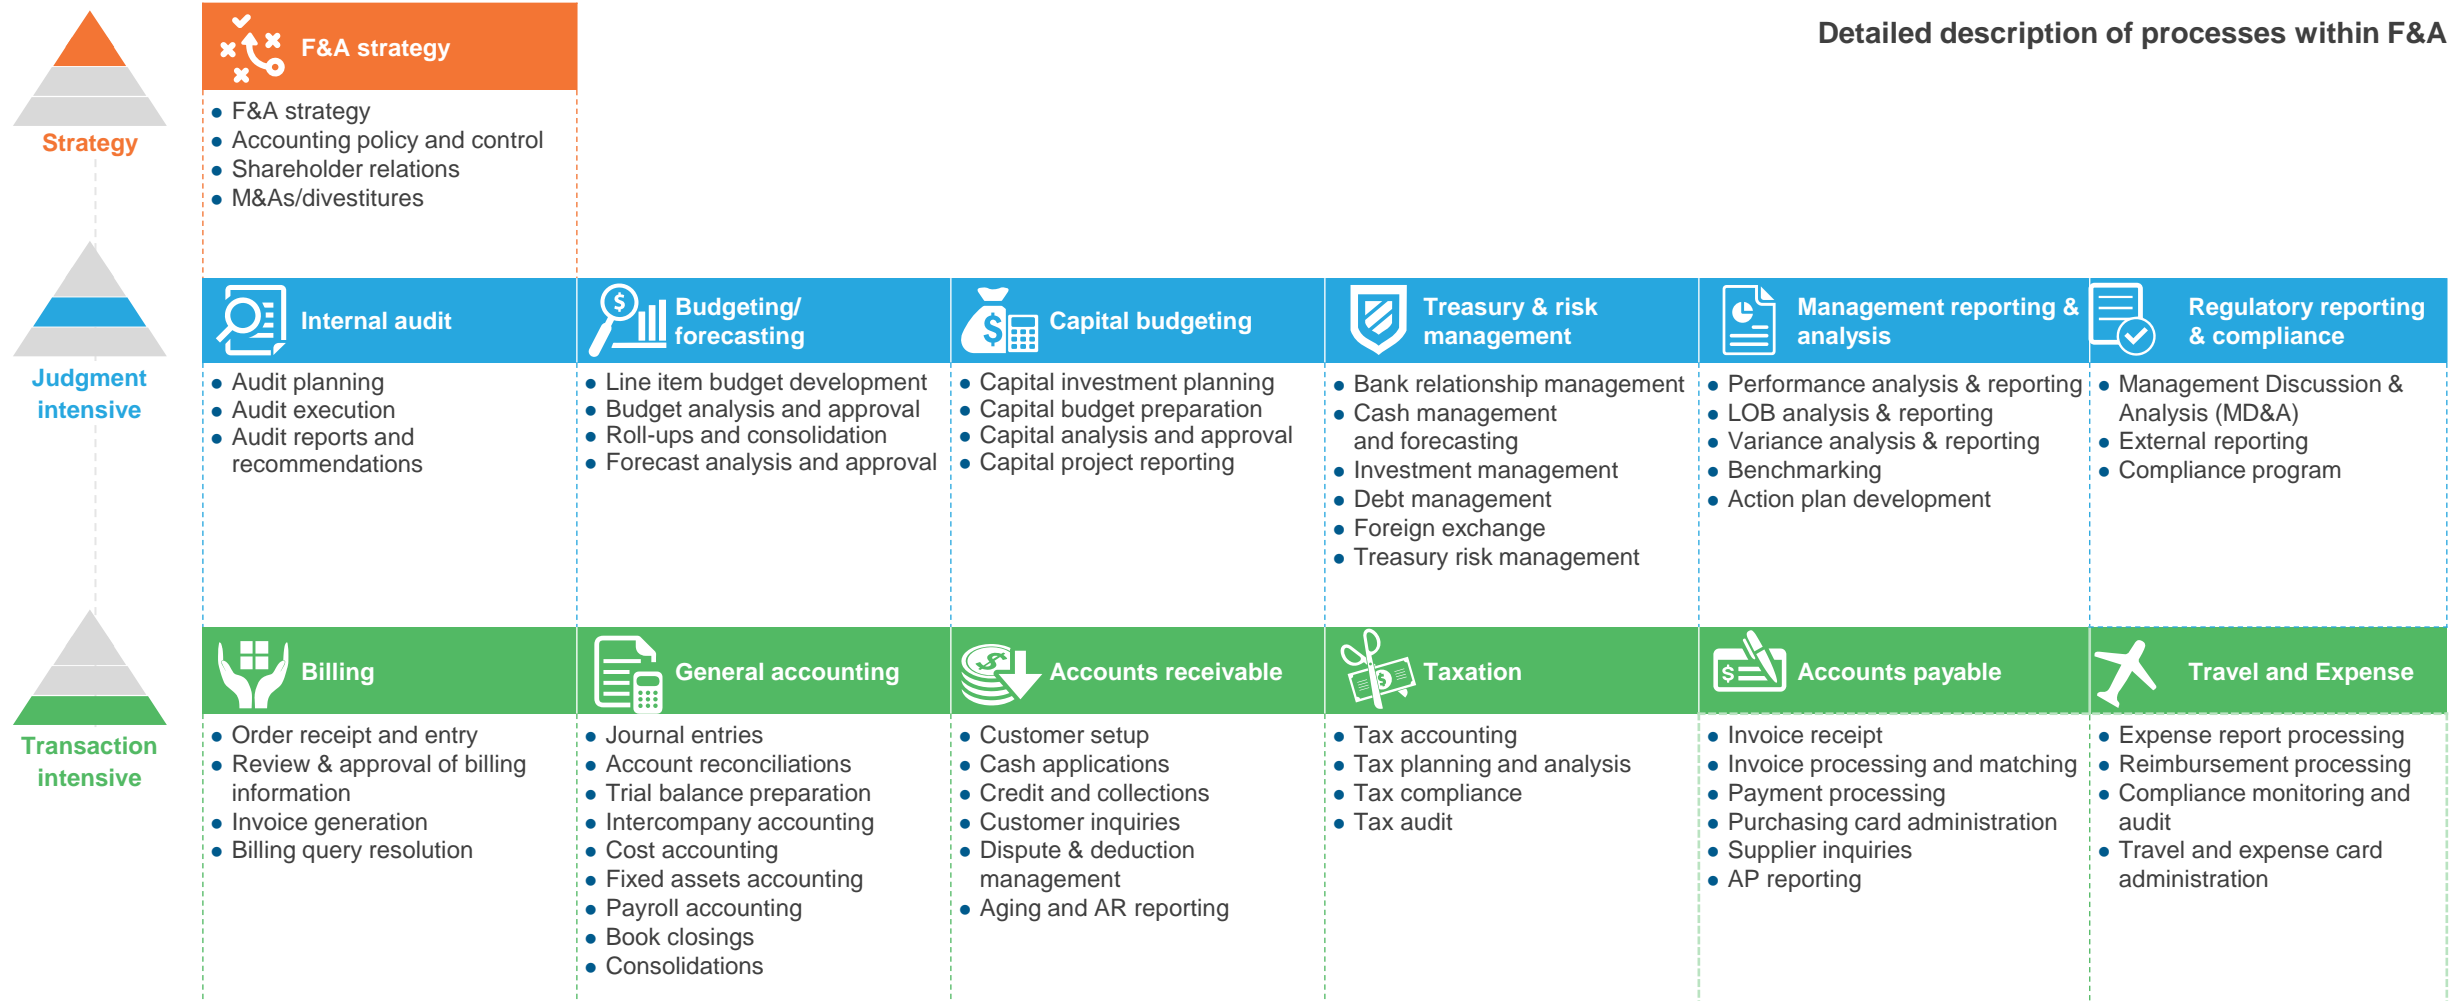 Detailed description of processes within F&A
Strategy
F&A strategy
● F&A strategy
● Accounting policy and control
● Shareholder relations
● M&As/divestitures
Judgment
intensive
Internal audit
● Audit planning
● Audit execution
● Audit reports and
recommendations
Budgeting/
forecasting
● Line item budget development
● Budget analysis and approval
● Roll-ups and consolidation
● Forecast analysis and approval
Capital budgeting
● Capital investment planning
● Capital budget preparation
● Capital analysis and approval
● Capital project reporting
Treasury & risk
management
● Bank relationship management
● Cash management
and forecasting
● Investment management
● Debt management
● Foreign exchange
● Treasury risk management
Management reporting &
analysis
● Performance analysis & reporting
● LOB analysis & reporting
● Variance analysis & reporting
● Benchmarking
● Action plan development
Regulatory reporting
& compliance
● Management Discussion &
Analysis (MD&A)
● External reporting
● Compliance program
Transaction
intensive
Billing
● Order receipt and entry
● Review & approval of billing
information
● Invoice generation
● Billing query resolution
General accounting
● Journal entries
● Account reconciliations
● Trial balance preparation
● Intercompany accounting
● Cost accounting
● Fixed assets accounting
● Payroll accounting
● Book closings
● Consolidations
Accounts receivable
● Customer setup
● Cash applications
● Credit and collections
● Customer inquiries
● Dispute & deduction
management
● Aging and AR reporting
Taxation
● Tax accounting
● Tax planning and analysis
● Tax compliance
● Tax audit
Accounts payable
● Invoice receipt
● Invoice processing and matching
● Payment processing
● Purchasing card administration
● Supplier inquiries
● AP reporting
Travel and Expense
● Expense report processing
● Reimbursement processing
● Compliance monitoring and
audit
● Travel and expense card
administration